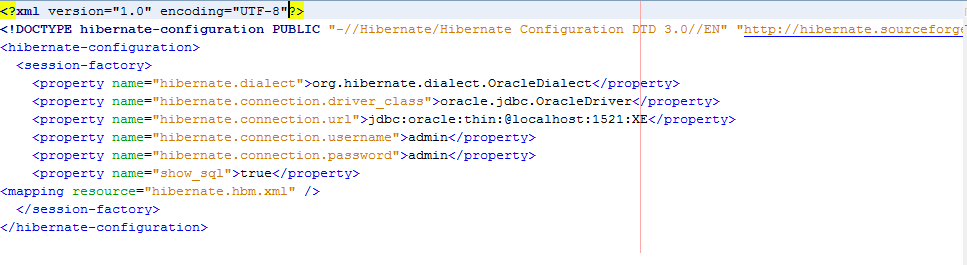 <?xml version="1.0" encoding="UTF-8"?>
<!DOCTYPE hibernate-configuration PUBLIC "-//Hibernate/Hibernate Configuration DTD 3.0//EN" "http://hibernate.sourceforge
<hibernate-configuration>
  <session-factory>
    <property name="hibernate.dialect">org.hibernate.dialect.OracleDialect</property>
    <property name="hibernate.connection.driver_class">oracle.jdbc.OracleDriver</property>
    <property name="hibernate.connection.url">jdbc:oracle:thin:@localhost:1521:XE</property>
    <property name="hibernate.connection.username">admin</property>
    <property name="hibernate.connection.password">admin</property>
    <property name="show_sql">true</property>
<mapping resource="hibernate.hbm.xml" />
  </session-factory>
</hibernate-configuration>